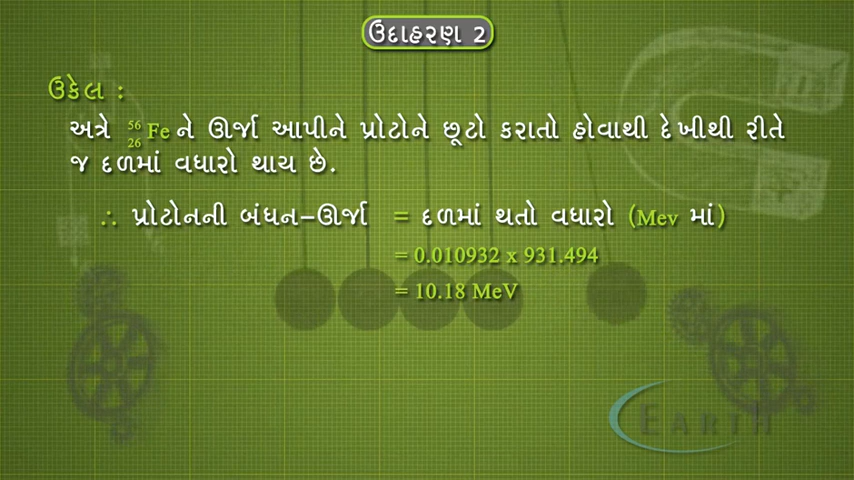 ઉદાહરણ 2
ઉકેલ :
અત્રે ⁵⁶₂₆Fe ને ઊર્જા આપીને પ્રોટોને છૂટો કરાતો હોવાથી દેખીથી રીતે
જ દળમાં વધારો થાય છે.
∴ પ્રોટોનની બંધન-ઊર્જા = દળમાં થતો વધારો (Mev માં)
= 0.010932 x 931.494
= 10.18 MeV
EARTH